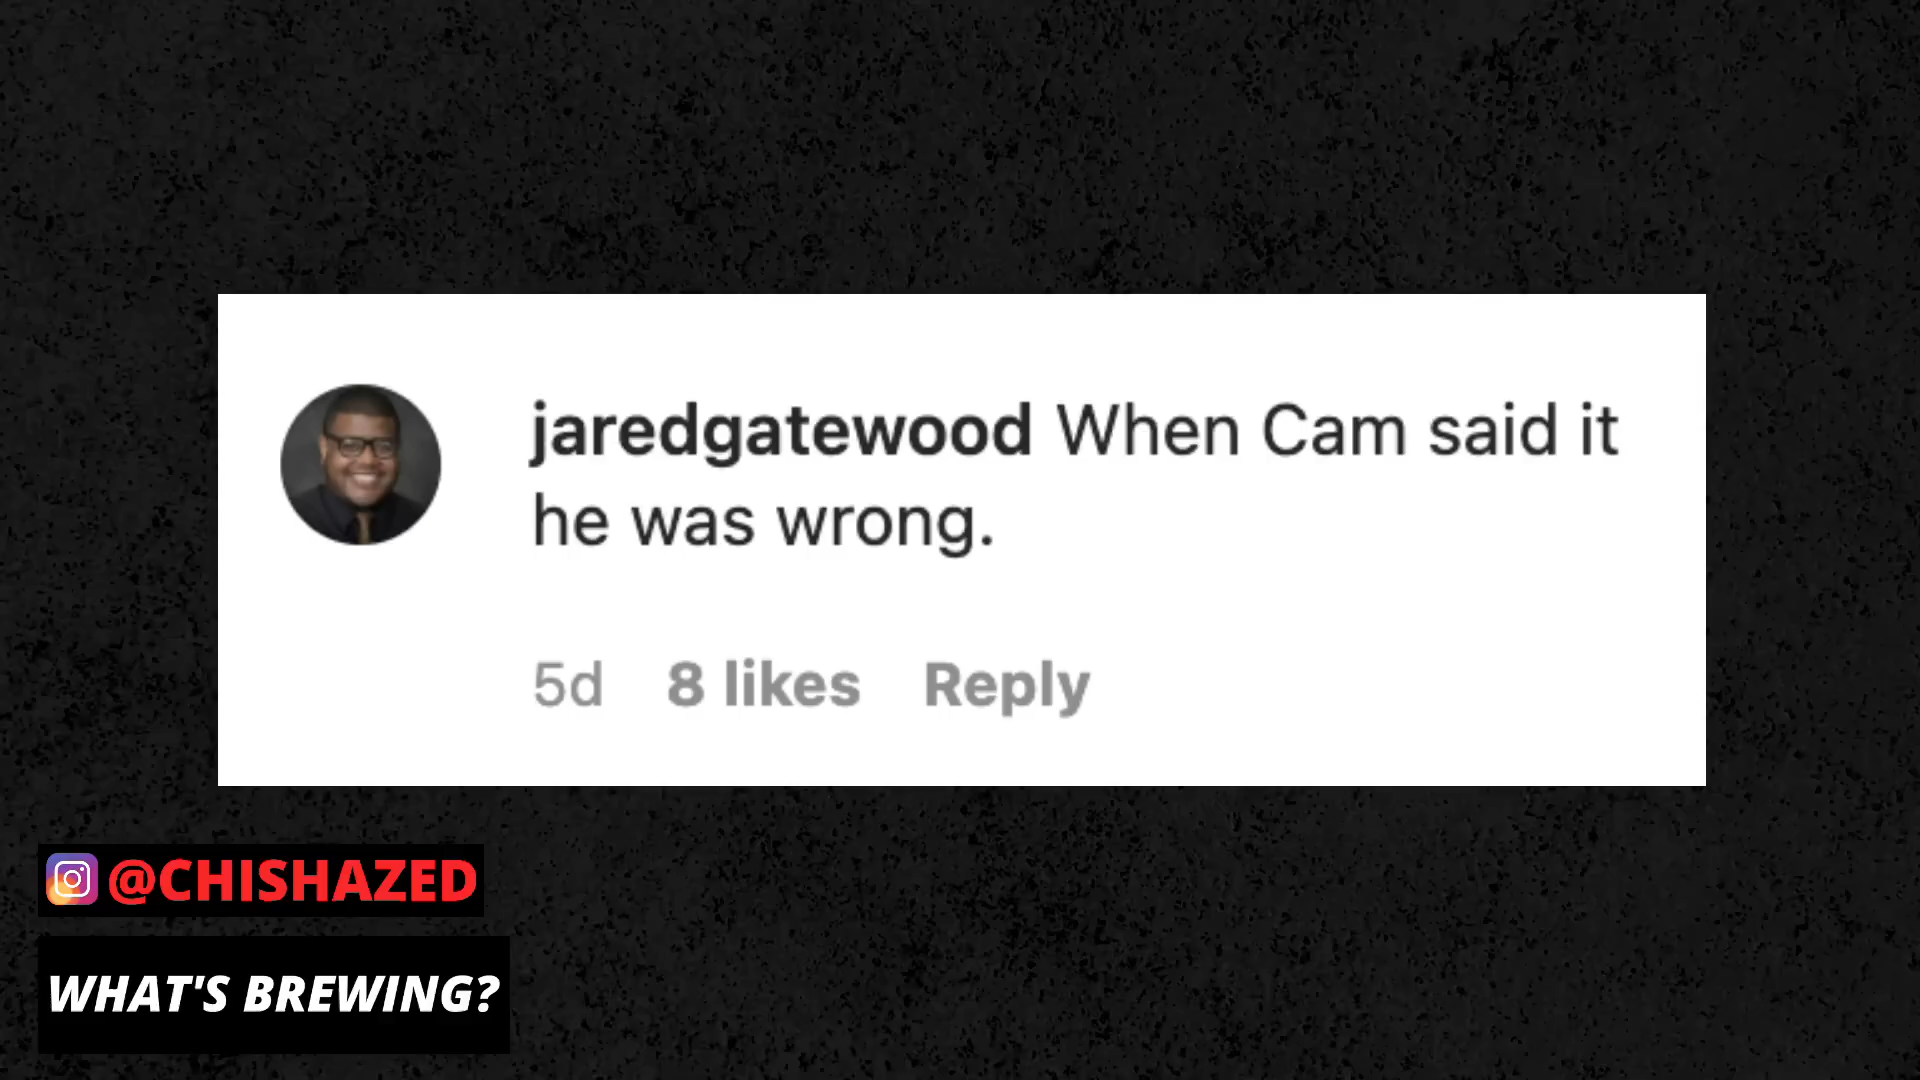 jaredgatewood When Cam said it
he was wrong.
5d 8 likes Reply
@CHISHAZED
WHAT'S BREWING?